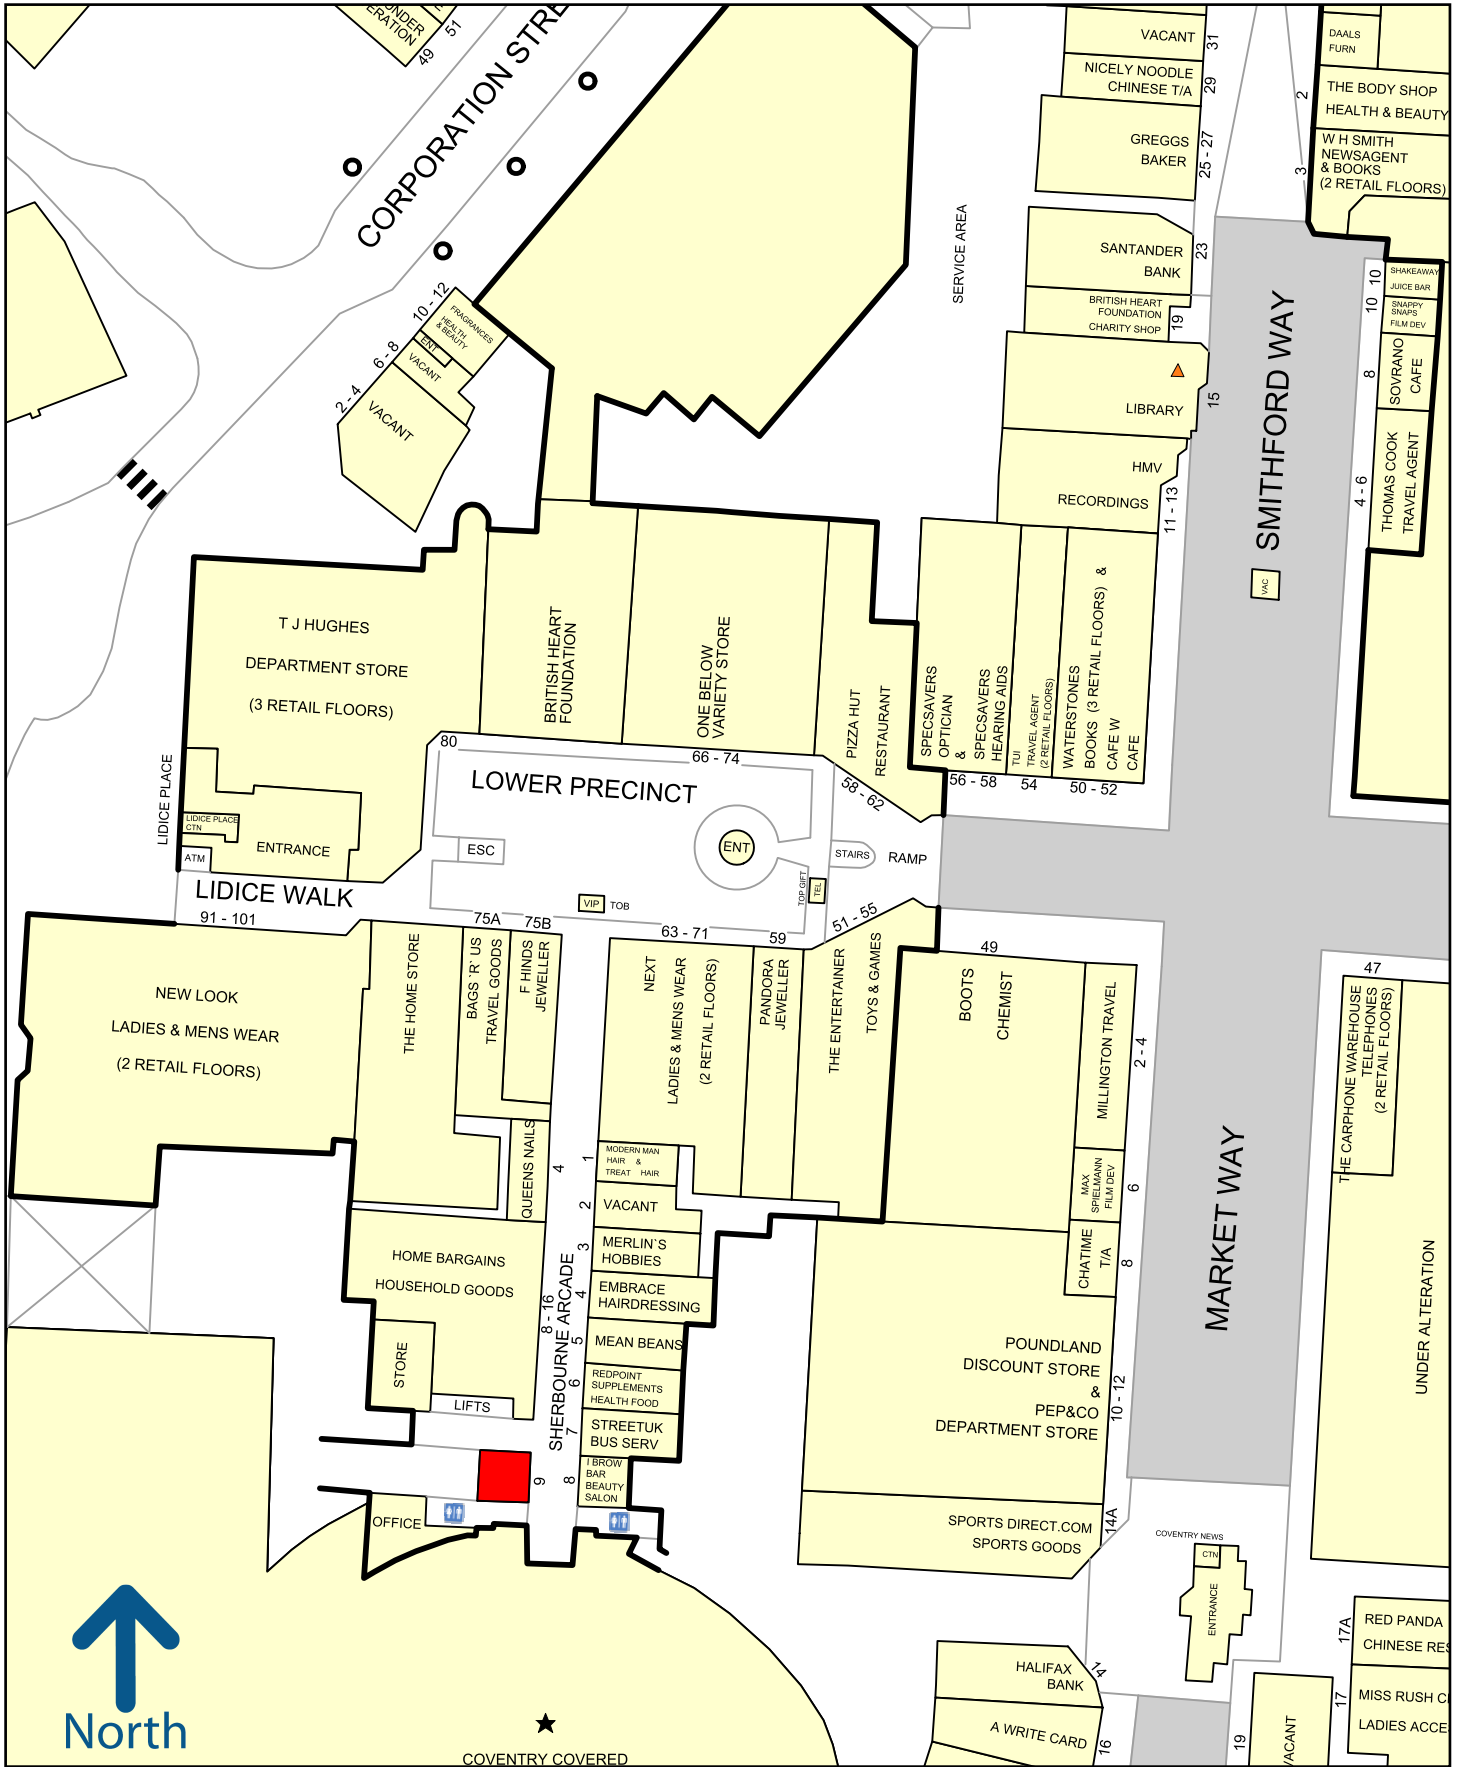 UNDER
ERATION
49
51
CORPORATION STRE
VACANT
31
NICELY NOODLE
CHINESE T/A
29
GREGGS
BAKER
25 - 27
SERVICE AREA
SANTANDER
BANK
23
BRITISH HEART
FOUNDATION
CHARITY SHOP
19
LIBRARY
15
HMV
RECORDINGS
11 - 13
SMITHFORD WAY
VAC
DAALS
FURN
2
THE BODY SHOP
HEALTH & BEAUTY
3
W H SMITH
NEWSAGENT
& BOOKS
(2 RETAIL FLOORS)
10
SHAKEAWAY
JUICE BAR
10
SNAPPY
SNAPS
FILM DEV
8
SOVRANO
CAFE
4 - 6
THOMAS COOK
TRAVEL AGENT
10 - 12
FRAGRANCES
HEALTH
& BEAUTY
ENT
6 - 8
VACANT
2 - 4
VACANT
T J HUGHES
DEPARTMENT STORE
(3 RETAIL FLOORS)
BRITISH HEART
FOUNDATION
ONE BELOW
VARIETY STORE
PIZZA HUT
RESTAURANT
SPECSAVERS
OPTICIAN
&
SPECSAVERS
HEARING AIDS
TUI
TRAVEL AGENT
(2 RETAIL FLOORS)
WATERSTONES
BOOKS (3 RETAIL FLOORS) &
CAFE W
CAFE
80
66 - 74
58 - 62
56 - 58
54
50 - 52
LOWER PRECINCT
LIDICE PLACE
LIDICE PLACE
CTN
ENTRANCE
ATM
ESC
ENT
STAIRS
RAMP
TOP GIFT
TEL
VIP
TOB
LIDICE WALK
91 - 101
75A
75B
63 - 71
59
51 - 55
49
47
NEW LOOK
LADIES & MENS WEAR
(2 RETAIL FLOORS)
THE HOME STORE
BAGS `R` US
TRAVEL GOODS
F HINDS
JEWELLER
NEXT
LADIES & MENS WEAR
(2 RETAIL FLOORS)
PANDORA
JEWELLER
THE ENTERTAINER
TOYS & GAMES
BOOTS
CHEMIST
MILLINGTON TRAVEL
2 - 4
THE CARPHONE WAREHOUSE
TELEPHONES
(2 RETAIL FLOORS)
QUEENS NAILS
4
1
MODERN MAN
HAIR &
TREAT HAIR
2
VACANT
3
MERLIN`S
HOBBIES
4
EMBRACE
HAIRDRESSING
5
MEAN BEANS
6
REDPOINT
SUPPLEMENTS
HEALTH FOOD
7
STREETUK
BUS SERV
8
I BROW
BAR
BEAUTY
SALON
9
SHERBOURNE ARCADE
8 - 16
HOME BARGAINS
HOUSEHOLD GOODS
STORE
LIFTS
OFFICE
MAX
SPIELMANN
FILM DEV
6
CHATIME
T/A
8
MARKET WAY
UNDER ALTERATION
POUNDLAND
DISCOUNT STORE
&
PEP&CO
DEPARTMENT STORE
10 - 12
SPORTS DIRECT.COM
SPORTS GOODS
14A
COVENTRY NEWS
CTN
ENTRANCE
HALIFAX
BANK
14
A WRITE CARD
16
19
VACANT
17A
RED PANDA
CHINESE RES
17
MISS RUSH C
LADIES ACCE
North
COVENTRY COVERED